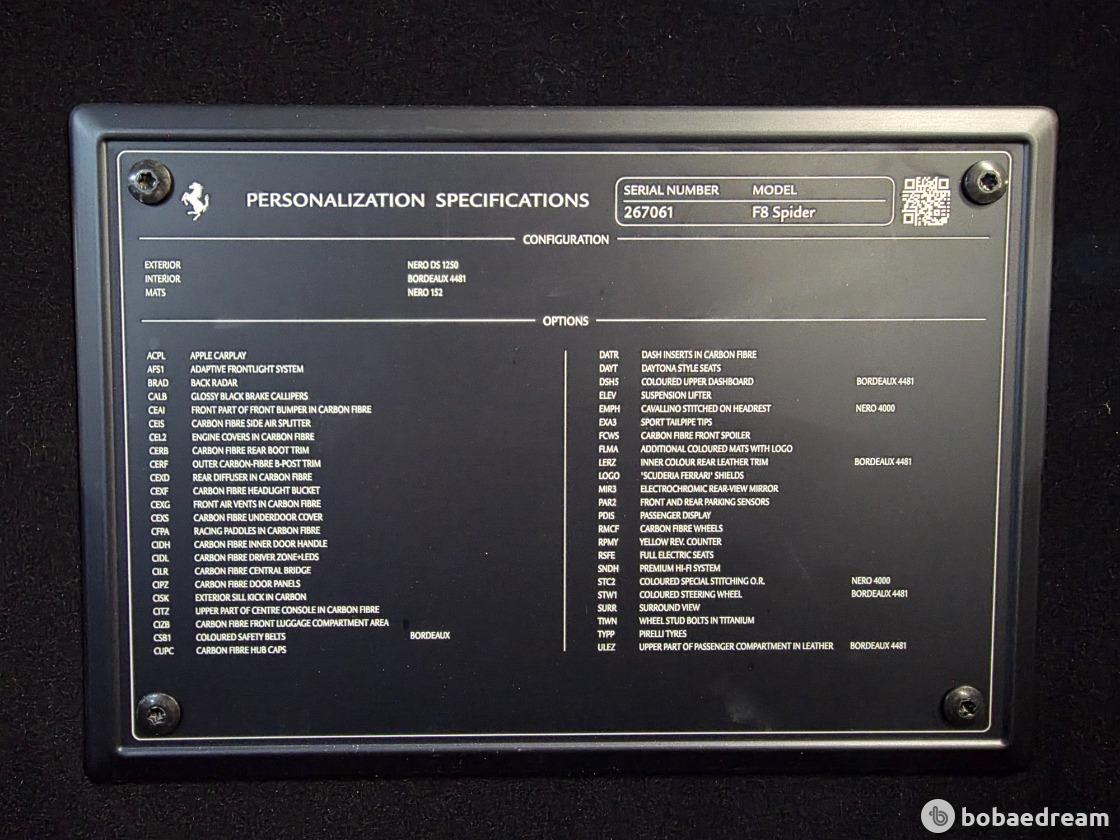 PERSONALIZATION SPECIFICATIONS
SERIAL NUMBER MODEL
267061 F8 Spider
CONFIGURATION
EXTERIOR NERO DS 1250
INTERIOR BORDEAUX 4481
MATS NERO 152
OPTIONS
ACPL APPLE CARPLAY
AFS1 ADAPTIVE FRONTLIGHT SYSTEM
BRAD BACK RADAR
CALB GLOSSY BLACK BRAKE CALLIPERS
CEA1 FRONT PART OF FRONT BUMPER IN CARBON FIBRE
CEIS CARBON FIBRE SIDE AIR SPLITTER
CEL2 ENGINE COVERS IN CARBON FIBRE
CERB CARBON FIBRE REAR BOOT TRIM
CERF OUTER CARBON-FIBRE B-POST TRIM
CEXD REAR DIFFUSER IN CARBON FIBRE
CEXF CARBON FIBRE HEADLIGHT BUCKET
CEXG FRONT AIR VENTS IN CARBON FIBRE
CEXS CARBON FIBRE UNDERDOOR COVER
CFPA RACING PADDLES IN CARBON FIBRE
CIDH CARBON FIBRE INNER DOOR HANDLE
CIDL CARBON FIBRE DRIVER ZONE+LEDS
CILR CARBON FIBRE CENTRAL BRIDGE
CIPZ CARBON FIBRE DOOR PANELS
CISK EXTERIOR SILL KICK IN CARBON
CITZ UPPER PART OF CENTRE CONSOLE IN CARBON FIBRE
CIZB CARBON FIBRE FRONT LUGGAGE COMPARTMENT AREA
CSB1 COLOURED SAFETY BELTS BORDEAUX
CUPC CARBON FIBRE HUB CAPS
DATR DASH INSERTS IN CARBON FIBRE
DAYT DAYTONA STYLE SEATS
DSH5 COLOURED UPPER DASHBOARD BORDEAUX 4481
ELEV SUSPENSION LIFTER
EMPH CAVALLINO STITCHED ON HEADREST NERO 4000
EXA3 SPORT TAILPIPE TIPS
FCWS CARBON FIBRE FRONT SPOILER
FLMA ADDITIONAL COLOURED MATS WITH LOGO
LERZ INNER COLOUR REAR LEATHER TRIM BORDEAUX 4481
LOGO 'SCUDERIA FERRARI' SHIELDS
MIR3 ELECTROCHROMIC REAR-VIEW MIRROR
PAR2 FRONT AND REAR PARKING SENSORS
PDIS PASSENGER DISPLAY
RMCF CARBON FIBRE WHEELS
RPMY YELLOW REV. COUNTER
RSFE FULL ELECTRIC SEATS
SNDH PREMIUM HI-FI SYSTEM
STC2 COLOURED SPECIAL STITCHING O.R. NERO 4000
STW1 COLOURED STEERING WHEEL BORDEAUX 4481
SURR SURROUND VIEW
TIWN WHEEL STUD BOLTS IN TITANIUM
TYPP PIRELLI TYRES
ULEZ UPPER PART OF PASSENGER COMPARTMENT IN LEATHER BORDEAUX 4481
bobaedream